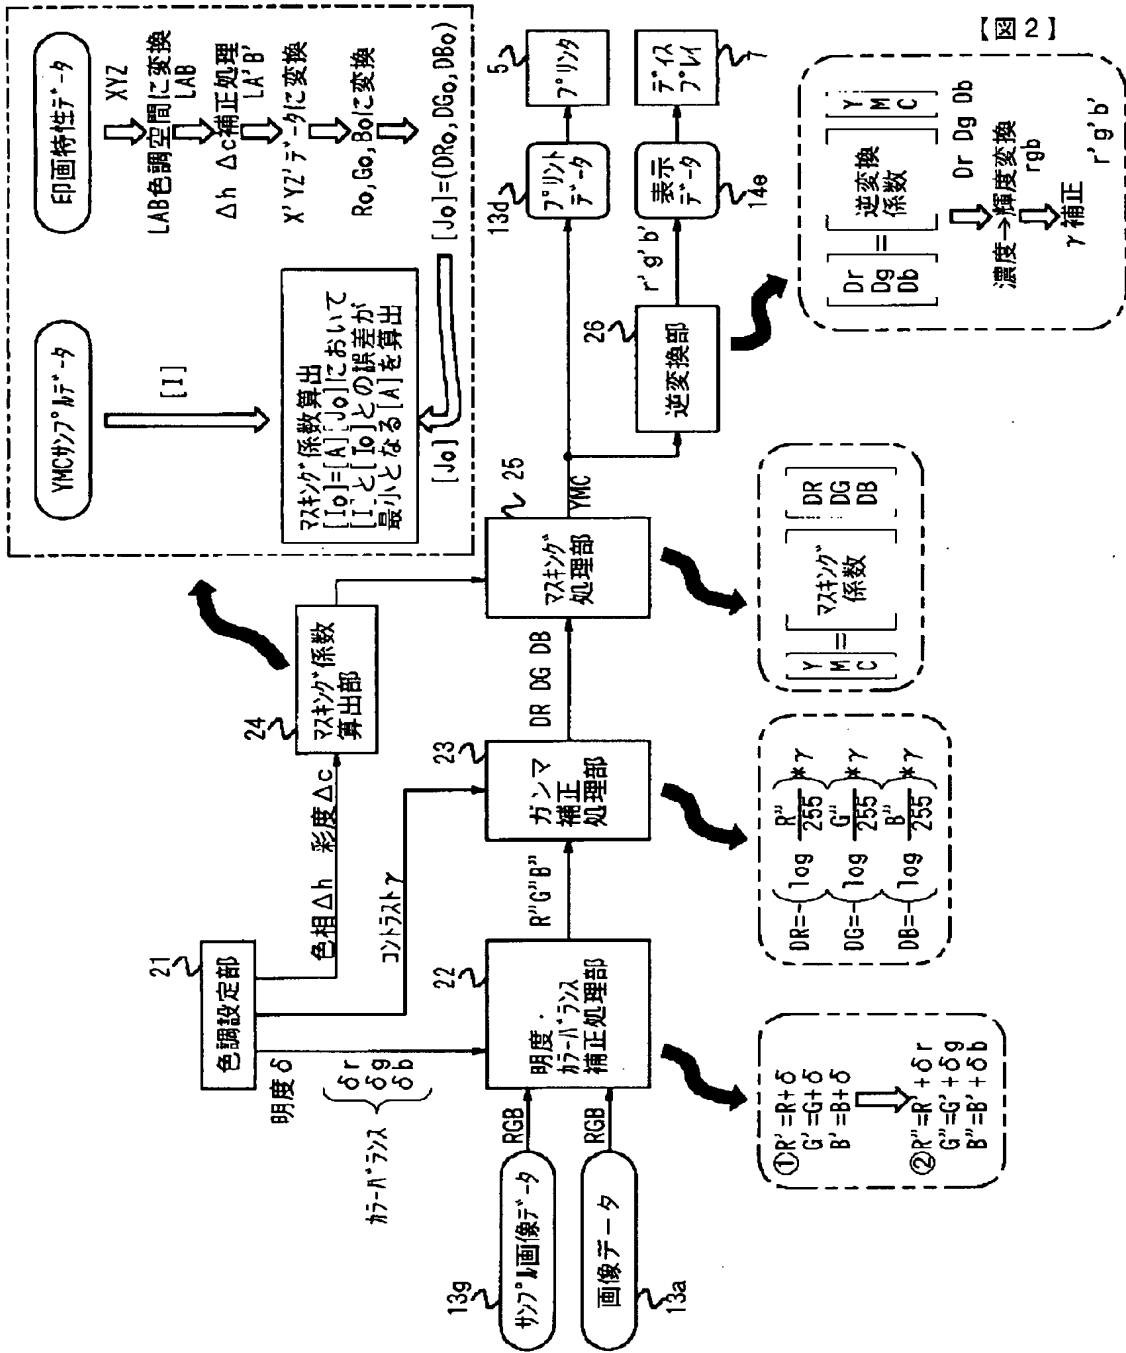 【図2】
印画特性データ
XYZ
LAB色調空間に変換
LAB
Δh Δc 補正処理
LA'B'
X'YZ'データに変換
Ro,Go,Boに変換
[Jo]=(DRo,DGo,DBo)
YMCサンプルデータ
[I]
マスキング係数算出
[Io]=[A][Jo]において
[I]と[Io]との誤差が
最小となる[A]を算出
[Jo]
21
色調設定部
明度δ
δr
δg
δb
カラーバランス
コントラストγ
色相Δh 彩度Δc
24
マスキング係数
算出部
13g
サンプル画像データ
RGB
13a
画像データ
RGB
22
明度・
カラーバランス
補正処理部
R"G"B"
23
ガンマ
補正
処理部
DR DG DB
25
マスキング
処理部
YMC
26
逆変換部
r'g'b'
13d
プリント
データ
5
プリンタ
14e
表示
データ
7
ディス
プレイ
①R'=R+δ
G'=G+δ
B'=B+δ
②R"=R'+δr
G"=G'+δg
B"=B'+δb
DR=-log(R"/255)*γ
DG=-log(G"/255)*γ
DB=-log(B"/255)*γ
[Y M C]=[マスキング係数][DR DG DB]
[Dr Dg Db]=[逆変換係数][Y M C]
Dr Dg Db
濃度→輝度変換
rgb
γ補正
r'g'b'